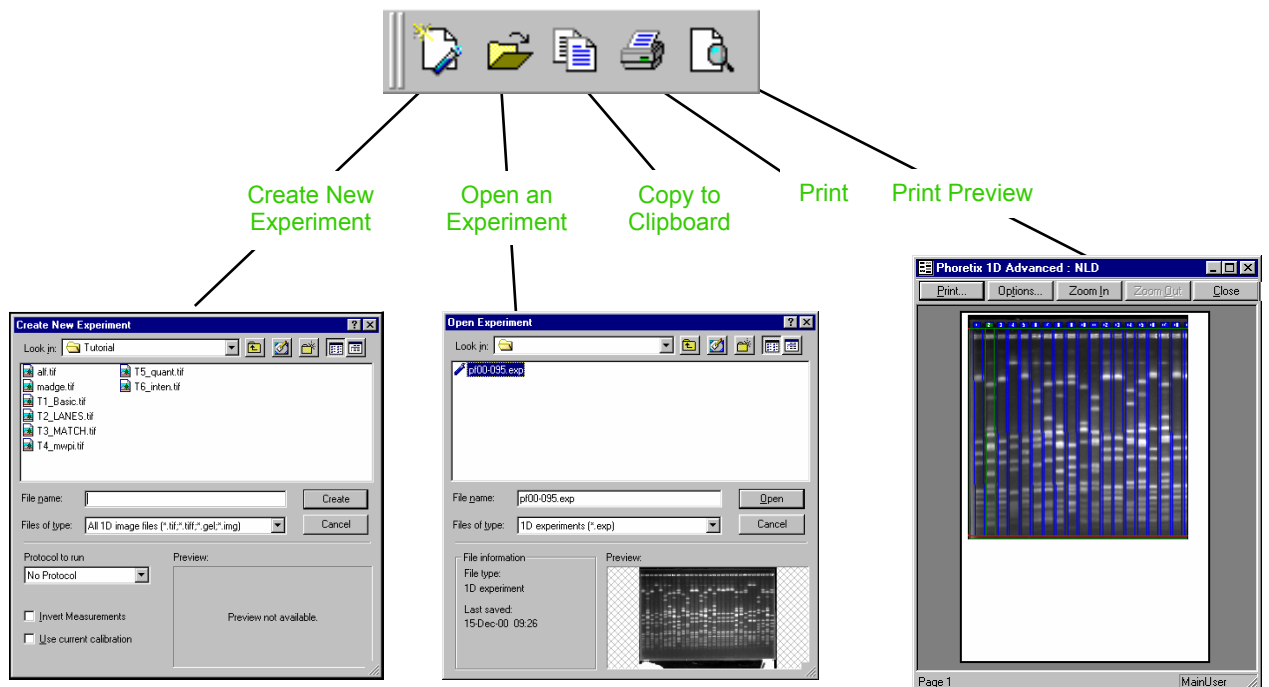 Create New
Experiment
Open an
Experiment
Copy to
Clipboard
Print
Print Preview
Create New Experiment
Look in:
Tutorial
alf.tif
madge.tif
T1_Basic.tif
T2_LANES.tif
T3_MATCH.tif
T4_mwpi.tif
T5_quant.tif
T6_inten.tif
File name:
Create
Files of type:
All 1D image files (*.tif;*.tiff;*.gel;*.img)
Cancel
Protocol to run
No Protocol
Invert Measurements
Use current calibration
Preview:
Preview not available.
Open Experiment
Look in:
pf00-095.exp
File name:
pf00-095.exp
Open
Files of type:
1D experiments (*.exp)
Cancel
File information
File type:
1D experiment
Last saved:
15-Dec-00 09:26
Preview:
Phoretix 1D Advanced : NLD
Print...
Options...
Zoom In
Zoom Out
Close
Page 1
MainUser